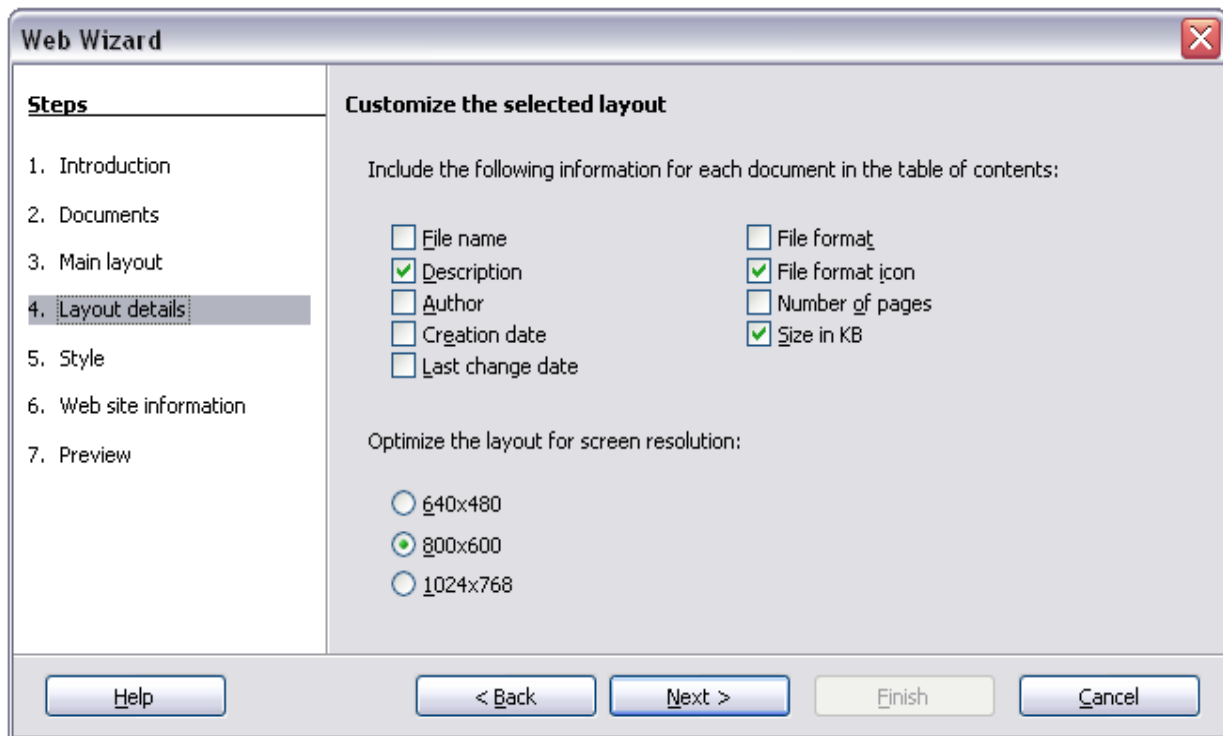 Web Wizard
Steps
1. Introduction
2. Documents
3. Main layout
4. Layout details
5. Style
6. Web site information
7. Preview
Customize the selected layout
Include the following information for each document in the table of contents:
File name
Description
Author
Creation date
Last change date
File format
File format icon
Number of pages
Size in KB
Optimize the layout for screen resolution:
640x480
800x600
1024x768
Help
< Back
Next >
Finish
Cancel